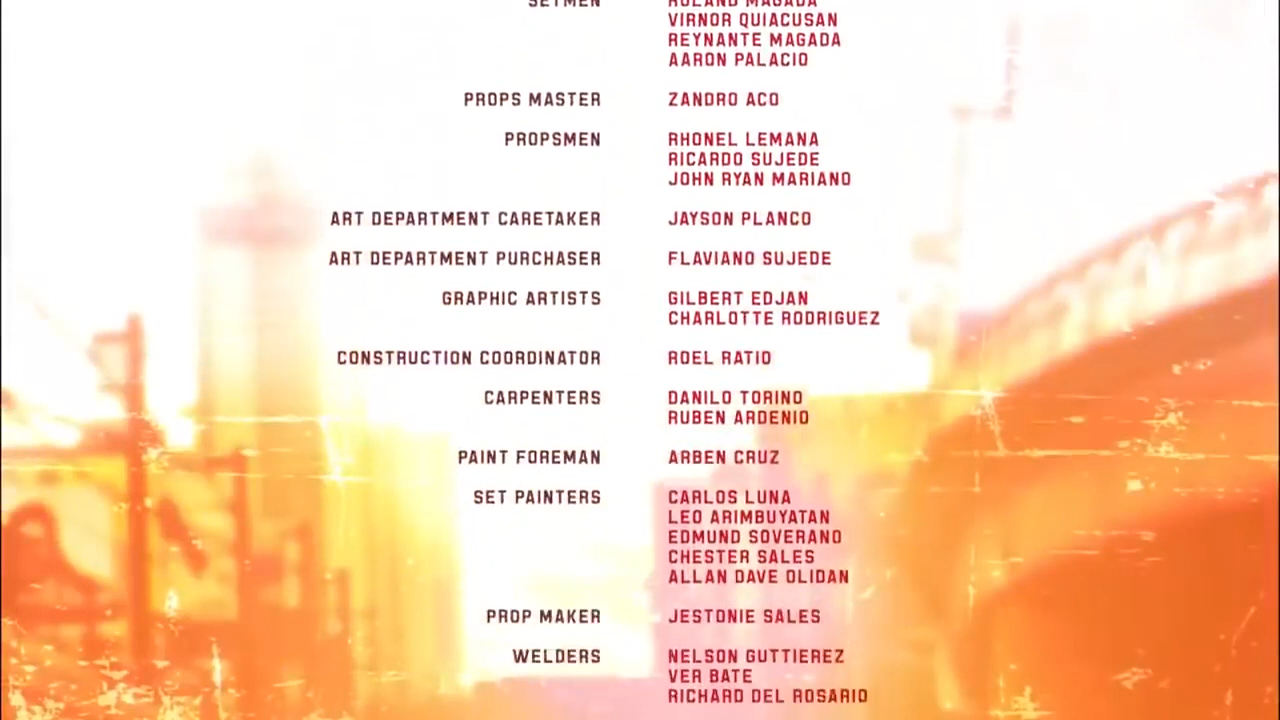 SETMEN ROLAND MAGADA
VIRNOR QUIACUSAN
REYNANTE MAGADA
AARON PALACIO
PROPS MASTER ZANDRO ACO
PROPSMEN RHONEL LEMANA
RICARDO SUJEDE
JOHN RYAN MARIANO
ART DEPARTMENT CARETAKER JAYSON PLANCO
ART DEPARTMENT PURCHASER FLAVIANO SUJEDE
GRAPHIC ARTISTS GILBERT EDJAN
CHARLOTTE RODRIGUEZ
CONSTRUCTION COORDINATOR ROEL RATIO
CARPENTERS DANILO TORINO
RUBEN ARDENIO
PAINT FOREMAN ARBEN CRUZ
SET PAINTERS CARLOS LUNA
LEO ARIMBUYATAN
EDMUND SOVERANO
CHESTER SALES
ALLAN DAVE OLIDAN
PROP MAKER JESTONIE SALES
WELDERS NELSON GUTTIEREZ
VER BATE
RICHARD DEL ROSARIO